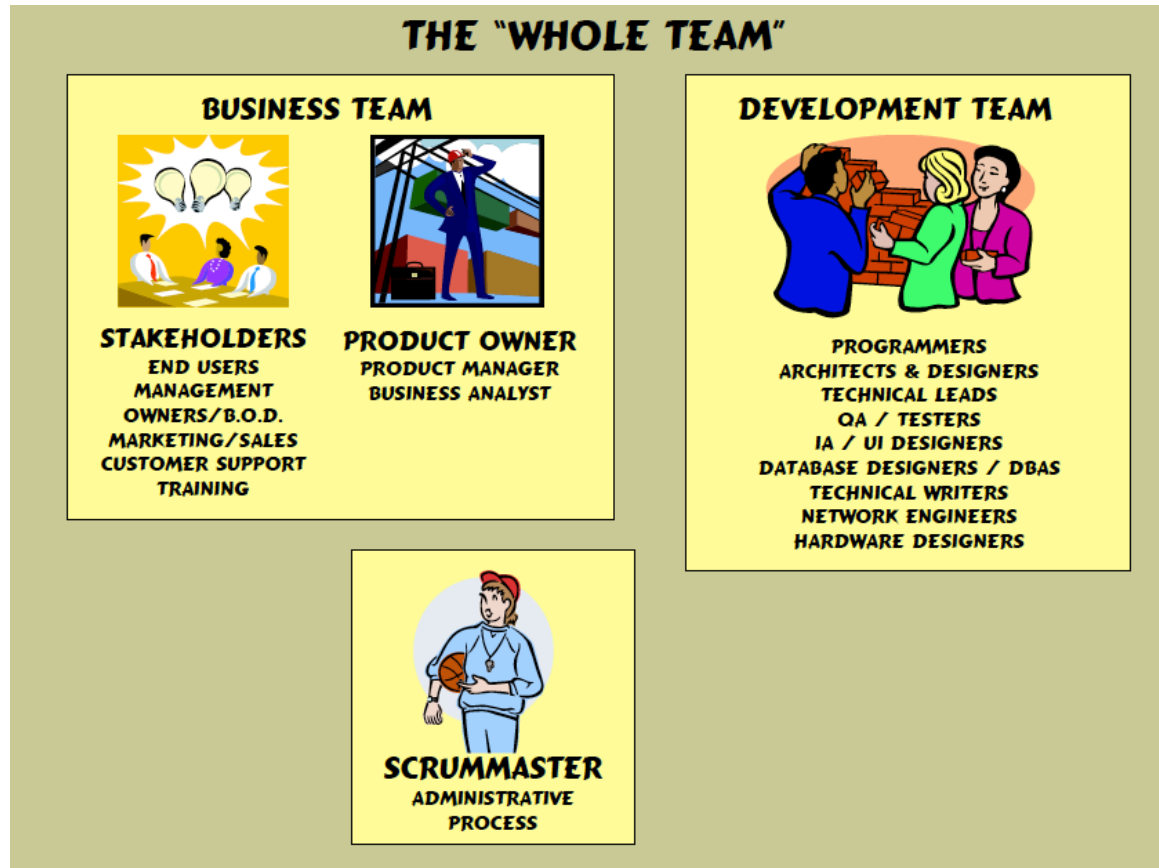 THE “WHOLE TEAM”
BUSINESS TEAM
STAKEHOLDERS
END USERS
MANAGEMENT
OWNERS/B.O.D.
MARKETING/SALES
CUSTOMER SUPPORT
TRAINING
PRODUCT OWNER
PRODUCT MANAGER
BUSINESS ANALYST
DEVELOPMENT TEAM
PROGRAMMERS
ARCHITECTS & DESIGNERS
TECHNICAL LEADS
QA / TESTERS
IA / UI DESIGNERS
DATABASE DESIGNERS / DBAS
TECHNICAL WRITERS
NETWORK ENGINEERS
HARDWARE DESIGNERS
SCRUMMASTER
ADMINISTRATIVE
PROCESS